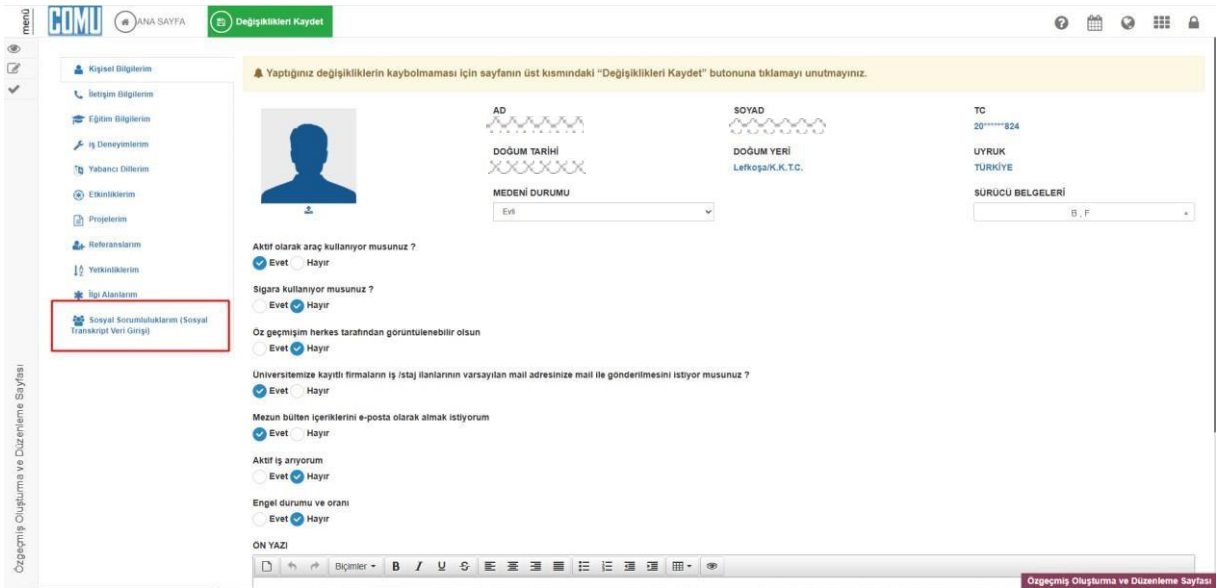 menü
COMU
ANA SAYFA
Değişiklikleri Kaydet
Kişisel Bilgilerim
İletişim Bilgilerim
Eğitim Bilgilerim
İş Deneyimlerim
Yabancı Dillerim
Etkinliklerim
Projelerim
Referanslarım
Yetkinliklerim
İlgi Alanlarım
Sosyal Sorumluluklarım (Sosyal
Transkript Veri Girişi)
Özgeçmiş Oluşturma ve Düzenleme Sayfası
Yaptığınız değişikliklerin kaybolmaması için sayfanın üst kısmındaki “Değişiklikleri Kaydet” butonuna tıklamayı unutmayınız.
AD
SOYAD
TC
20******824
DOĞUM TARİHİ
DOĞUM YERİ
UYRUK
Lefkoşa/K.K.T.C.
TÜRKİYE
MEDENİ DURUMU
SÜRÜCÜ BELGELERİ
Evli
B , F
Aktif olarak araç kullanıyor musunuz ?
Evet Hayır
Sigara kullanıyor musunuz ?
Evet Hayır
Öz geçmişim herkes tarafından görüntülenebilir olsun
Evet Hayır
Üniversitemize kayıtlı firmaların iş /staj ilanlarının varsayılan mail adresinize mail ile gönderilmesini istiyor musunuz ?
Evet Hayır
Mezun bülten içeriklerini e-posta olarak almak istiyorum
Evet Hayır
Aktif iş arıyorum
Evet Hayır
Engel durumu ve oranı
Evet Hayır
ÖN YAZI
Biçimler B I U S
Özgeçmiş Oluşturma ve Düzenleme Sayfası